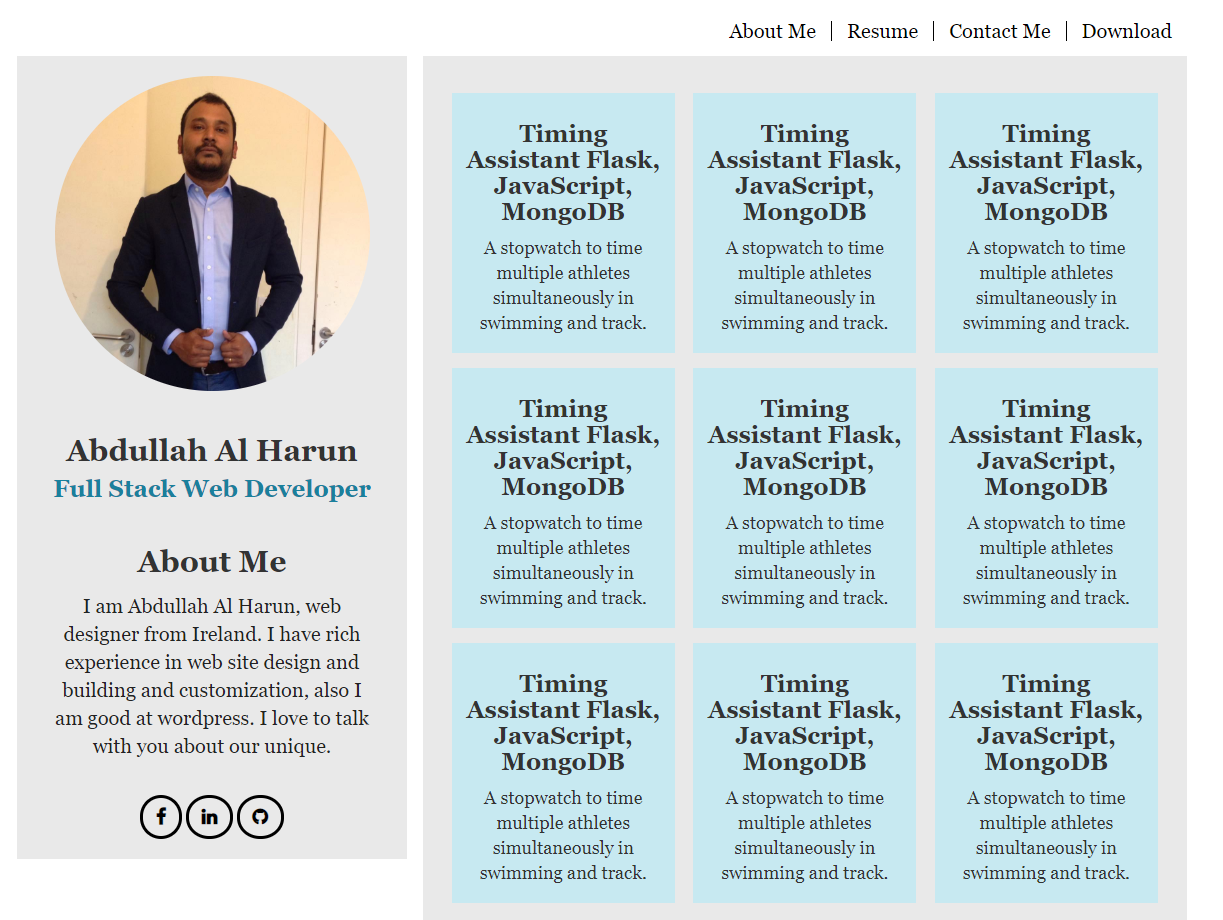 About Me
Resume
Contact Me
Download
Abdullah Al Harun
Full Stack Web Developer
About Me
I am Abdullah Al Harun, web
designer from Ireland. I have rich
experience in web site design and
building and customization, also I
am good at wordpress. I love to talk
with you about our unique.
Timing
Assistant Flask,
JavaScript,
MongoDB
A stopwatch to time
multiple athletes
simultaneously in
swimming and track.
Timing
Assistant Flask,
JavaScript,
MongoDB
A stopwatch to time
multiple athletes
simultaneously in
swimming and track.
Timing
Assistant Flask,
JavaScript,
MongoDB
A stopwatch to time
multiple athletes
simultaneously in
swimming and track.
Timing
Assistant Flask,
JavaScript,
MongoDB
A stopwatch to time
multiple athletes
simultaneously in
swimming and track.
Timing
Assistant Flask,
JavaScript,
MongoDB
A stopwatch to time
multiple athletes
simultaneously in
swimming and track.
Timing
Assistant Flask,
JavaScript,
MongoDB
A stopwatch to time
multiple athletes
simultaneously in
swimming and track.
Timing
Assistant Flask,
JavaScript,
MongoDB
A stopwatch to time
multiple athletes
simultaneously in
swimming and track.
Timing
Assistant Flask,
JavaScript,
MongoDB
A stopwatch to time
multiple athletes
simultaneously in
swimming and track.
Timing
Assistant Flask,
JavaScript,
MongoDB
A stopwatch to time
multiple athletes
simultaneously in
swimming and track.